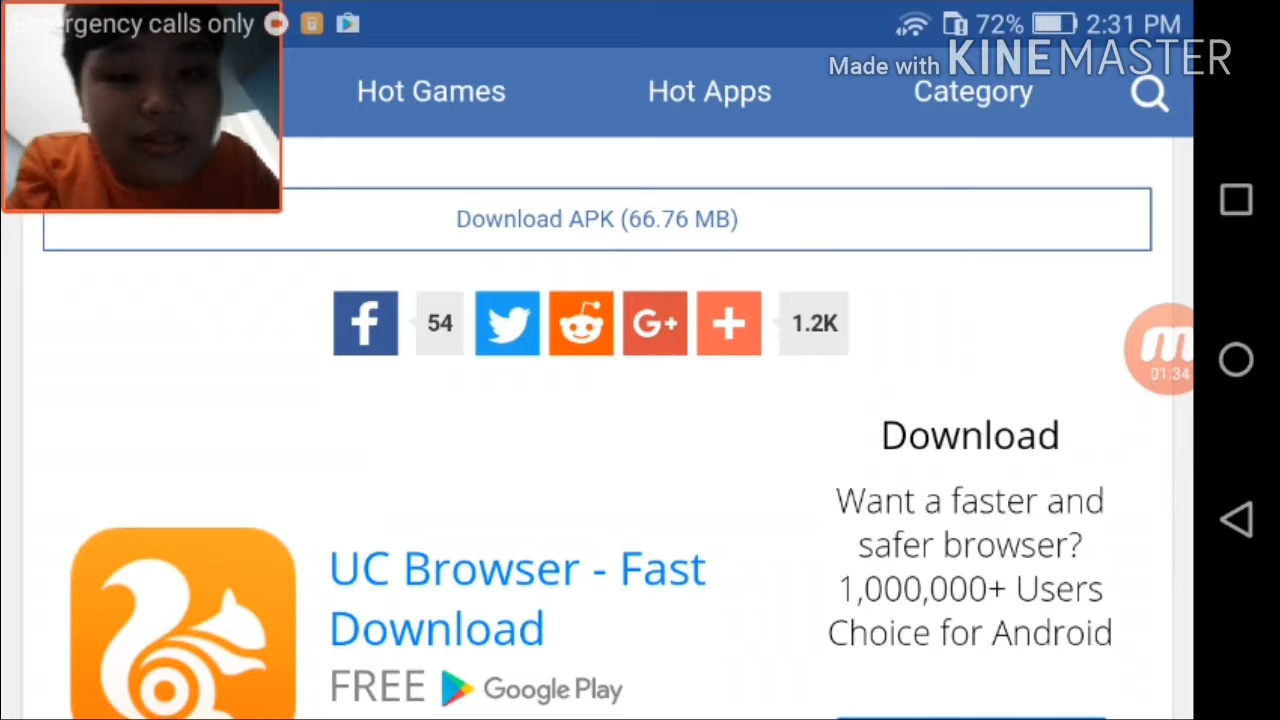 Emergency calls only
72% 2:31 PM
Made with KINEMASTER
Hot Games Hot Apps Category
Download APK (66.76 MB)
f 54 G+ + 1.2K
01:34
Download
Want a faster and
safer browser?
1,000,000+ Users
Choice for Android
UC Browser - Fast
Download
FREE Google Play